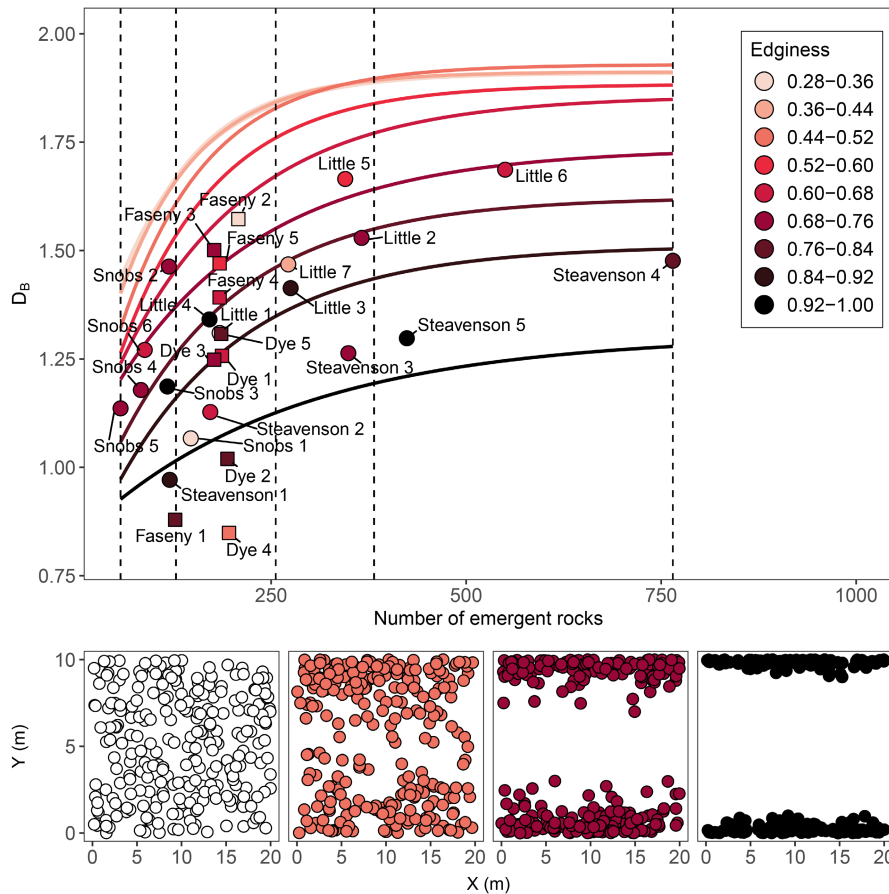 2.00
1.75
1.50
1.25
1.00
0.75
D_B
250
500
750
1000
Number of emergent rocks
Edginess
0.28−0.36
0.36−0.44
0.44−0.52
0.52−0.60
0.60−0.68
0.68−0.76
0.76−0.84
0.84−0.92
0.92−1.00
Little 5
Little 6
Faseny 2
Faseny 3
Faseny 5
Little 2
Snobs 2
Little 7
Steavenson 4
Faseny 4
Little 4
Little 3
Little 1
Snobs 6
Steavenson 5
Dye 3
Dye 5
Snobs 4
Steavenson 3
Dye 1
Snobs 3
Snobs 5
Steavenson 2
Snobs 1
Dye 2
Steavenson 1
Faseny 1
Dye 4
10
5
0
Y (m)
0 5 10 15 20
0 5 10 15 20
0 5 10 15 20
0 5 10 15 20
X (m)